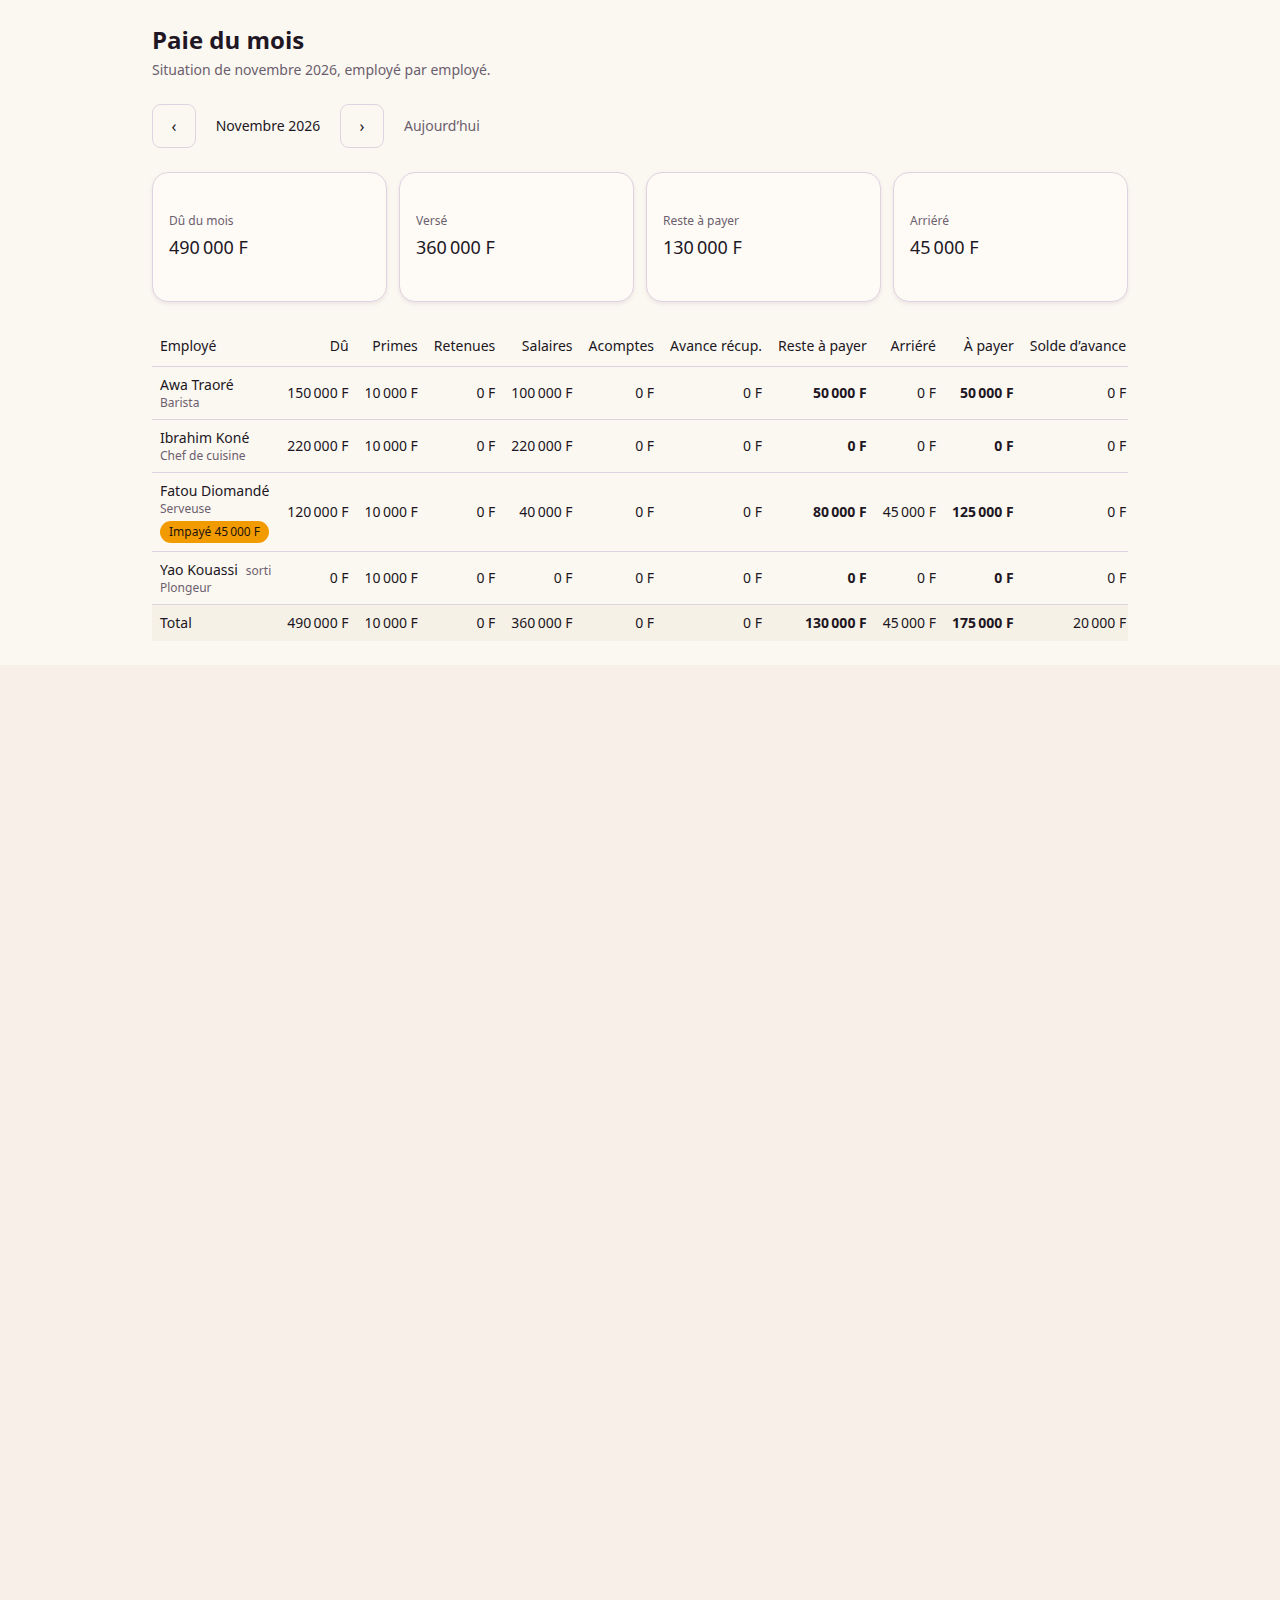 Paie du mois
Situation de novembre 2026, employé par employé.
‹ Novembre 2026 › Aujourd’hui
Dû du mois Versé Reste à payer Arriéré
490 000 F 360 000 F 130 000 F 45 000 F
Employé Dû Primes Retenues Salaires Acomptes Avance récup. Reste à payer Arriéré À payer Solde d’avance
Awa Traoré
Barista
150 000 F 10 000 F 0 F 100 000 F 0 F 0 F 50 000 F 0 F 50 000 F 0 F
Ibrahim Koné
Chef de cuisine
220 000 F 10 000 F 0 F 220 000 F 0 F 0 F 0 F 0 F 0 F 0 F
Fatou Diomandé
Serveuse
Impayé 45 000 F
120 000 F 10 000 F 0 F 40 000 F 0 F 0 F 80 000 F 45 000 F 125 000 F 0 F
Yao Kouassi sorti
Plongeur
0 F 10 000 F 0 F 0 F 0 F 0 F 0 F 0 F 0 F 0 F
Total 490 000 F 10 000 F 0 F 360 000 F 0 F 0 F 130 000 F 45 000 F 175 000 F 20 000 F